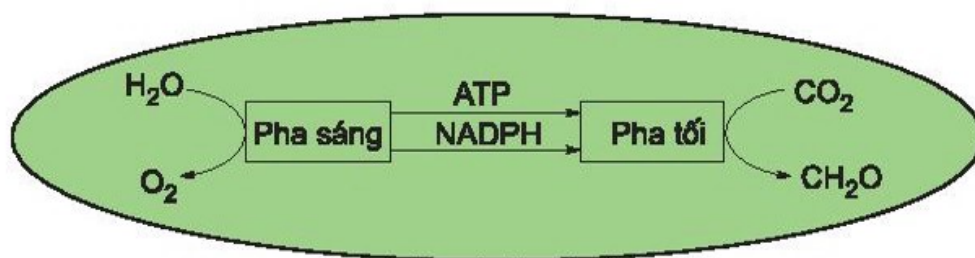 H₂O
Pha sáng
O₂
ATP
NADPH
Pha tối
CO₂
CH₂O